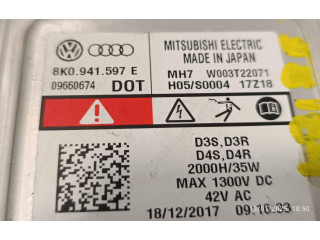 MITSUBISHI ELECTRIC
MADE IN JAPAN
8K0.941.597 E
09660674 DOT
MH7 W003T22071
H05/S0004 17Z18
D3S,D3R
D4S,D4R
2000H/35W
MAX 1300V DC
42V AC
18/12/2017